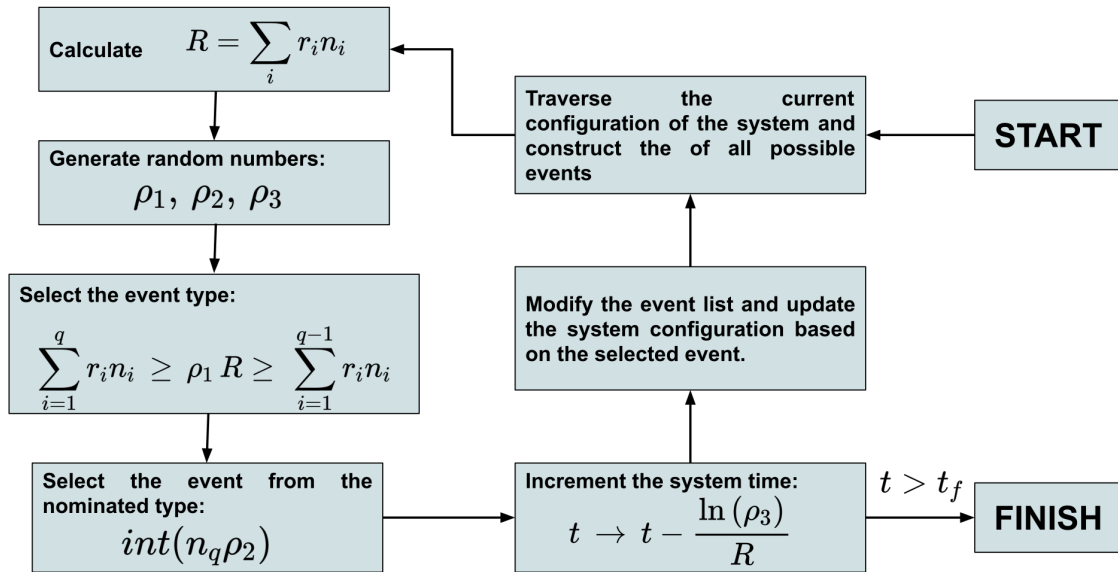 Calculate R = ∑_i r_i n_i
Generate random numbers:
ρ₁, ρ₂, ρ₃
Select the event type:
∑_{i=1}^{q} r_i n_i ≥ ρ₁ R ≥ ∑_{i=1}^{q−1} r_i n_i
Select the event from the
nominated type:
int(n_q ρ₂)
Increment the system time:
t → t − ln (ρ₃) / R
t > t_f
FINISH
Modify the event list and update
the system configuration based
on the selected event.
Traverse the current
configuration of the system and
construct the of all possible
events
START